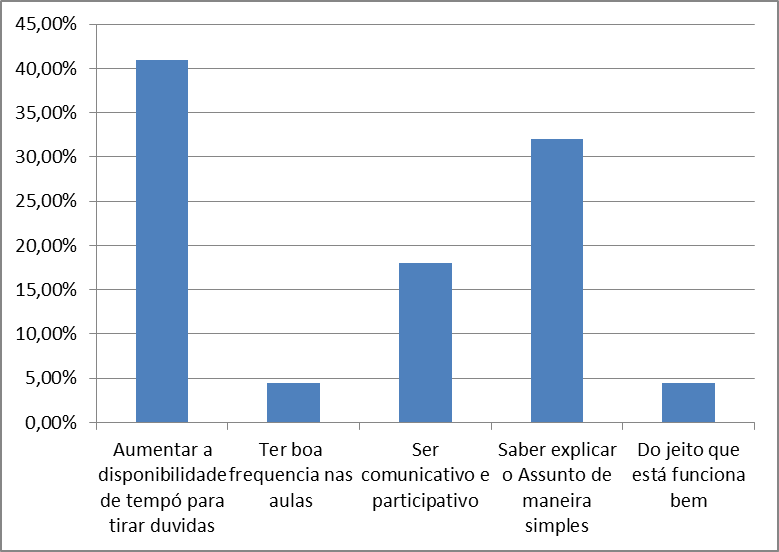 45,00%
40,00%
35,00%
30,00%
25,00%
20,00%
15,00%
10,00%
5,00%
0,00%
Aumentar a
disponibilidade
de tempó para
tirar duvidas
Ter boa
frequencia nas
aulas
Ser
comunicativo e
participativo
Saber explicar
o Assunto de
maneira
simples
Do jeito que
está funciona
bem